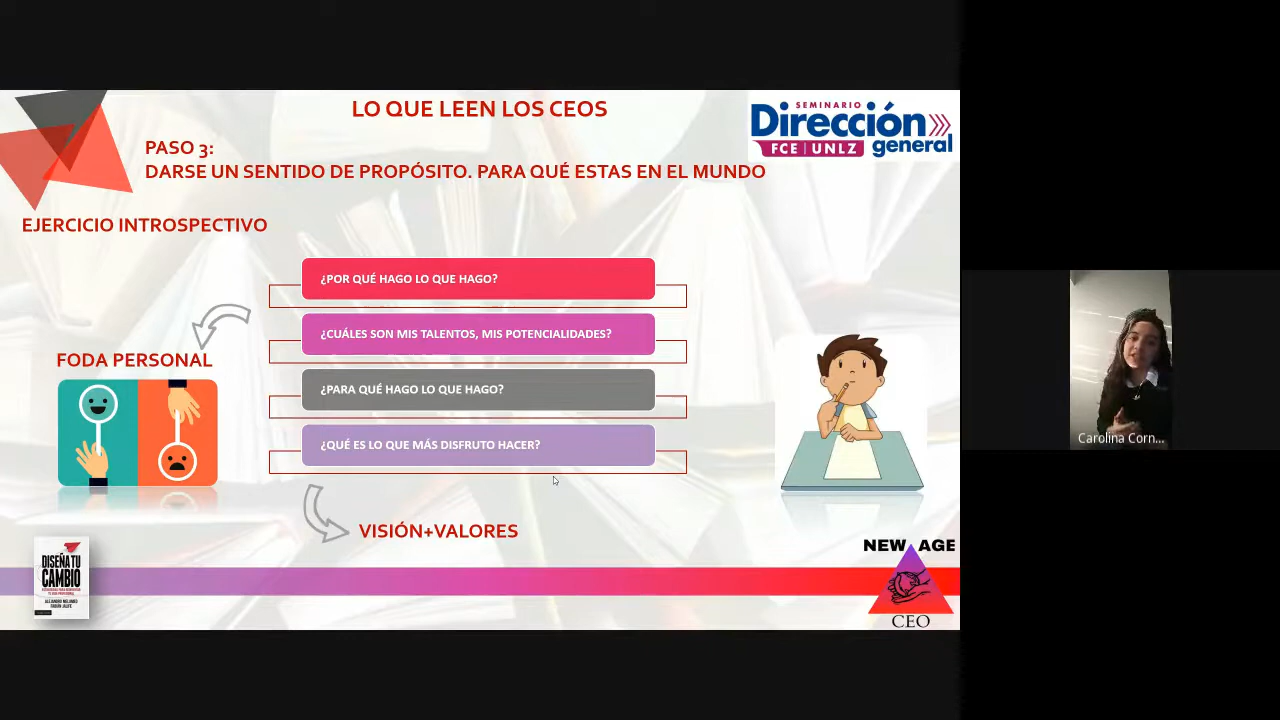 LO QUE LEEN LOS CEOS
SEMINARIO
Dirección
general
FCE | UNLZ
PASO 3:
DARSE UN SENTIDO DE PROPÓSITO. PARA QUÉ ESTAS EN EL MUNDO
EJERCICIO INTROSPECTIVO
¿POR QUÉ HAGO LO QUE HAGO?
¿CUÁLES SON MIS TALENTOS, MIS POTENCIALIDADES?
FODA PERSONAL
¿PARA QUÉ HAGO LO QUE HAGO?
¿QUÉ ES LO QUE MÁS DISFRUTO HACER?
Carolina Corn...
VISIÓN+VALORES
DISEÑA TU
CAMBIO
NEW AGE
CEO